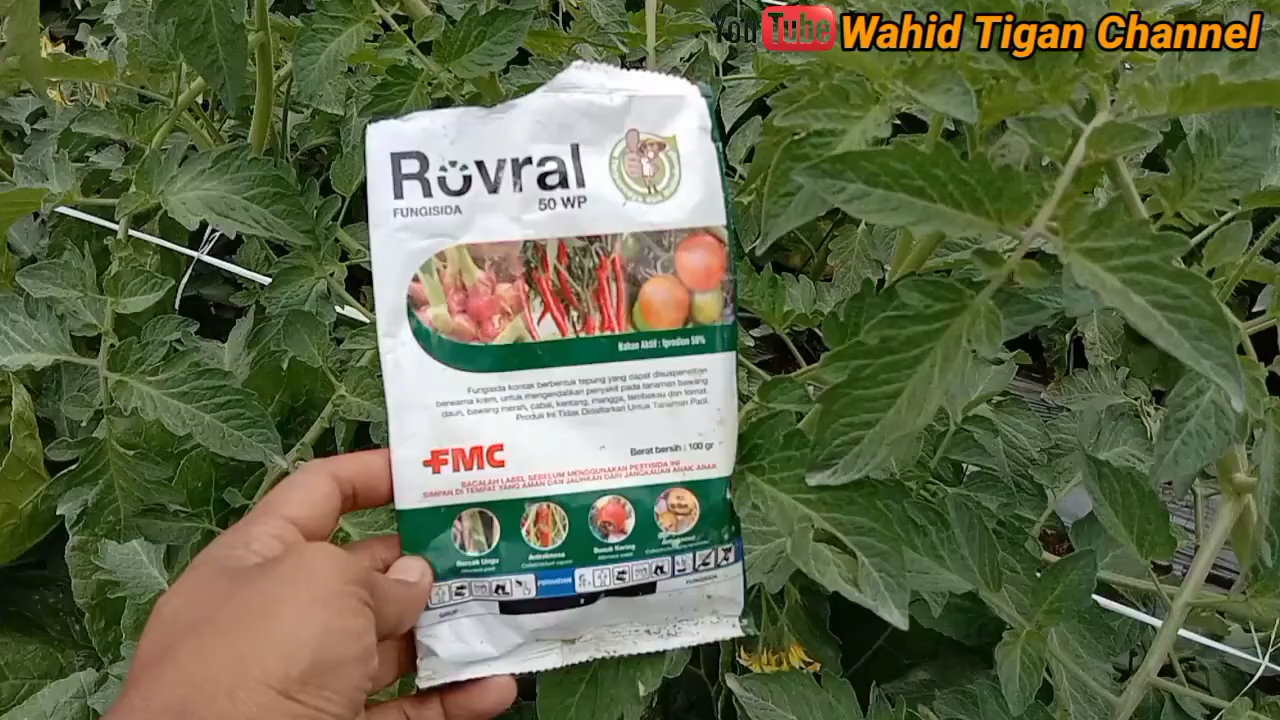 YouTube Wahid Tigan Channel
Rovral
FUNGISIDA 50 WP
Bahan Aktif : Iprodion 50%
Fungisida kontak berbentuk tepung yang dapat disuspensikan
berwarna krem, untuk mengendalikan penyakit pada tanaman bawang
daun, bawang merah, cabai, kentang, mangga, tembakau dan tomat.
Produk Ini Tidak Didaftarkan Untuk Tanaman Padi.
FMC
Berat bersih : 100 gr
BACALAH LABEL SEBELUM MENGGUNAKAN PESTISIDA INI
SIMPAN DI TEMPAT YANG AMAN DAN JAUHKAN DARI JANGKAUAN ANAK-ANAK
Bercak Ungu
Antraknosa
Busuk Kering
PERHATIAN
FUNGISIDA